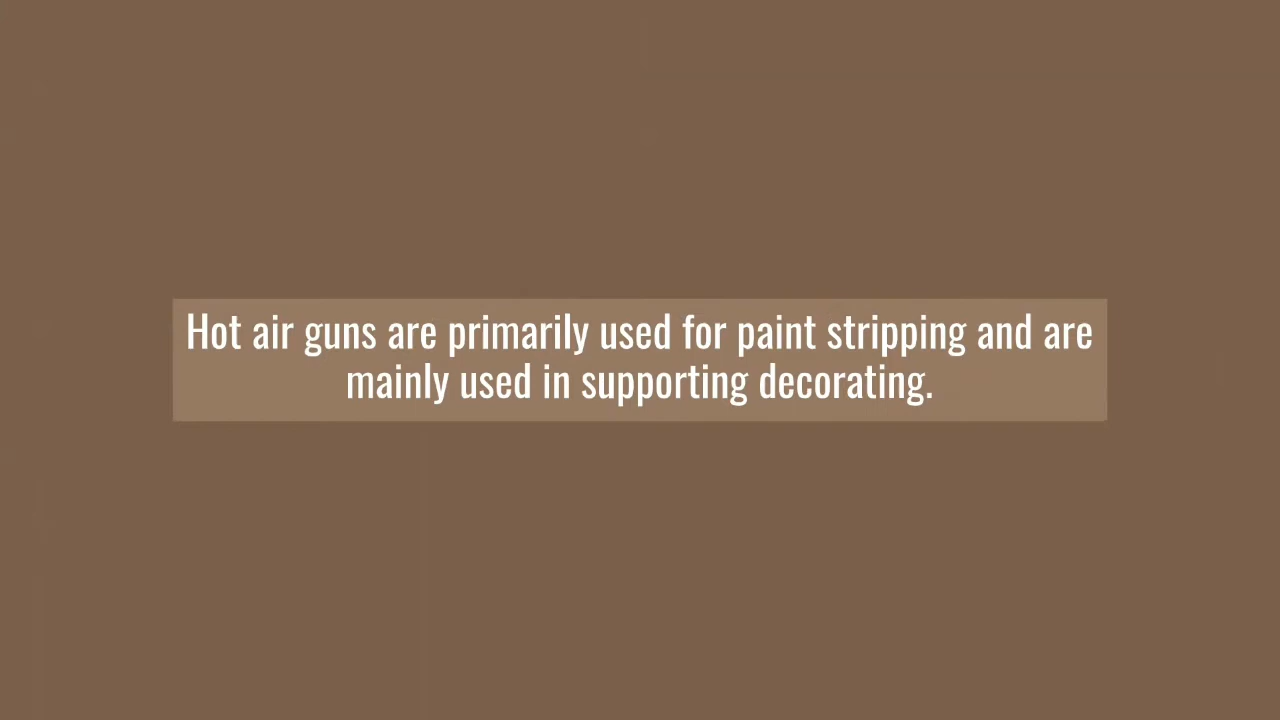 Hot air guns are primarily used for paint stripping and are
mainly used in supporting decorating.